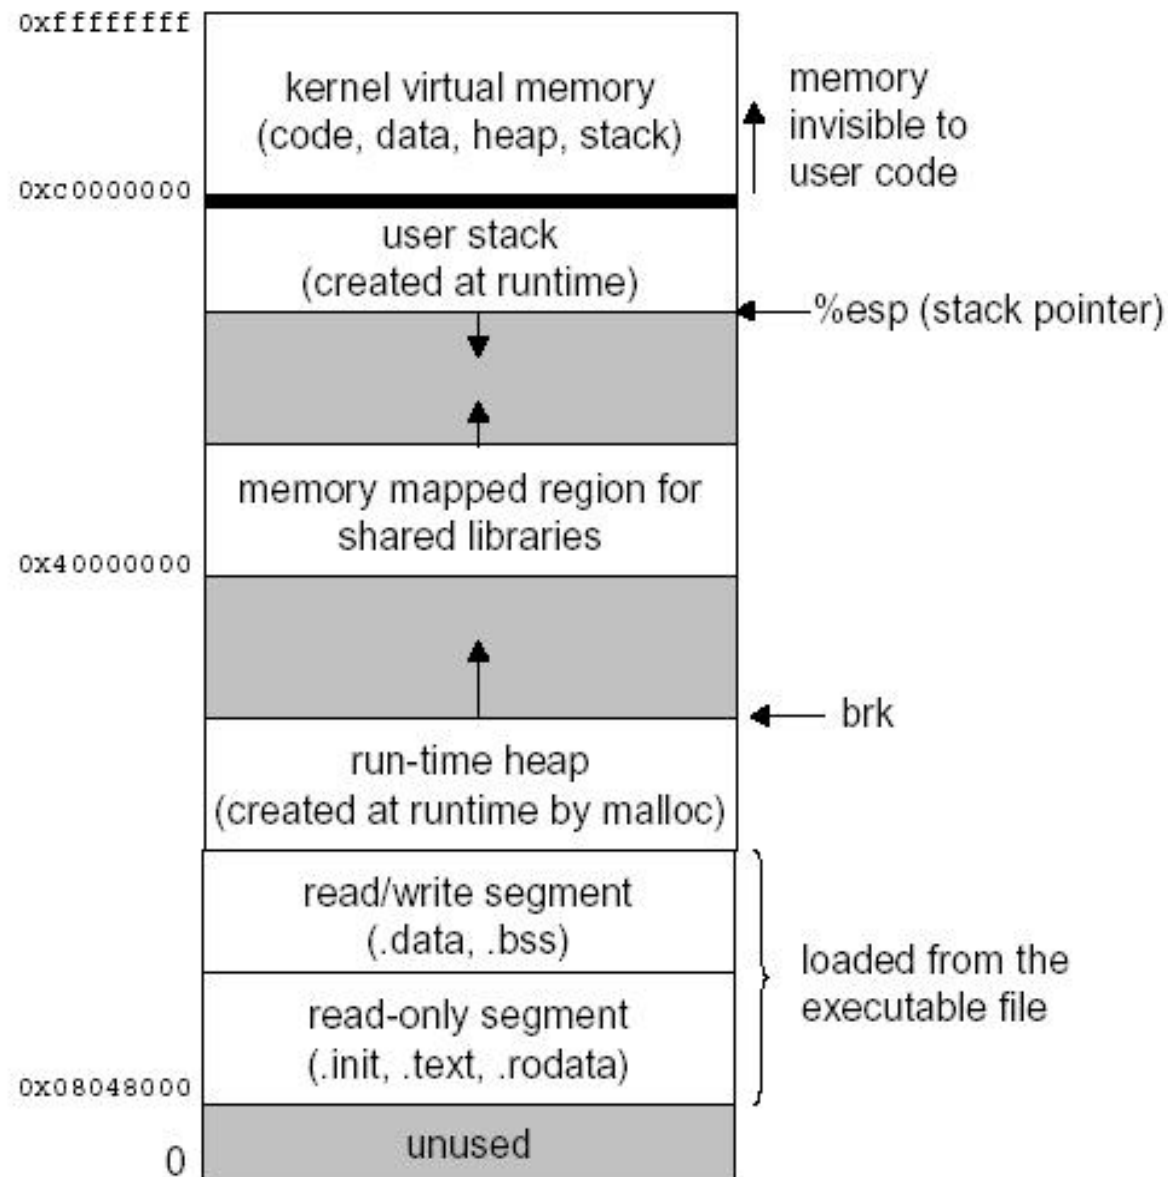 0xffffffff
kernel virtual memory
(code, data, heap, stack)
memory
invisible to
user code
0xc0000000
user stack
(created at runtime)
%esp (stack pointer)
memory mapped region for
shared libraries
0x40000000
brk
run-time heap
(created at runtime by malloc)
read/write segment
(.data, .bss)
loaded from the
executable file
read-only segment
(.init, .text, .rodata)
0x08048000
unused
0